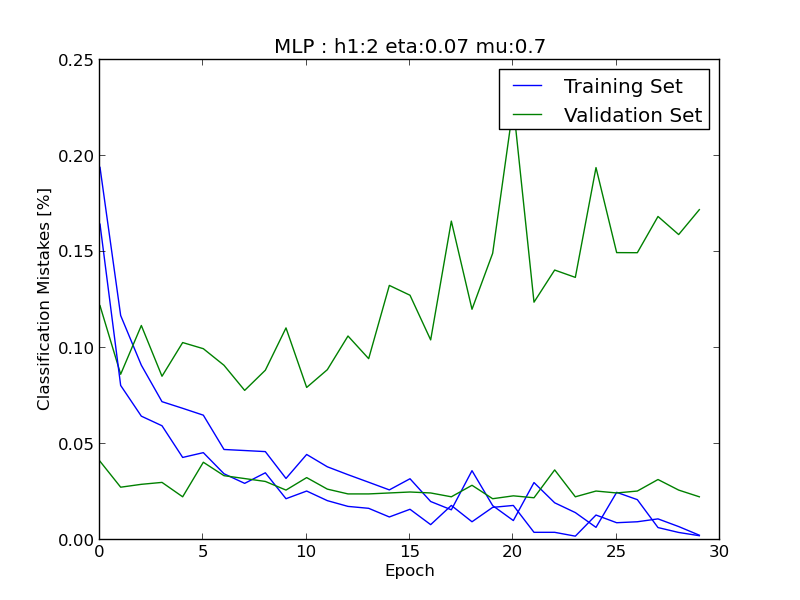 MLP : h1:2 eta:0.07 mu:0.7
Training Set
Validation Set
Classification Mistakes [%]
0.25
0.20
0.15
0.10
0.05
0.00
0 5 10 15 20 25 30
Epoch